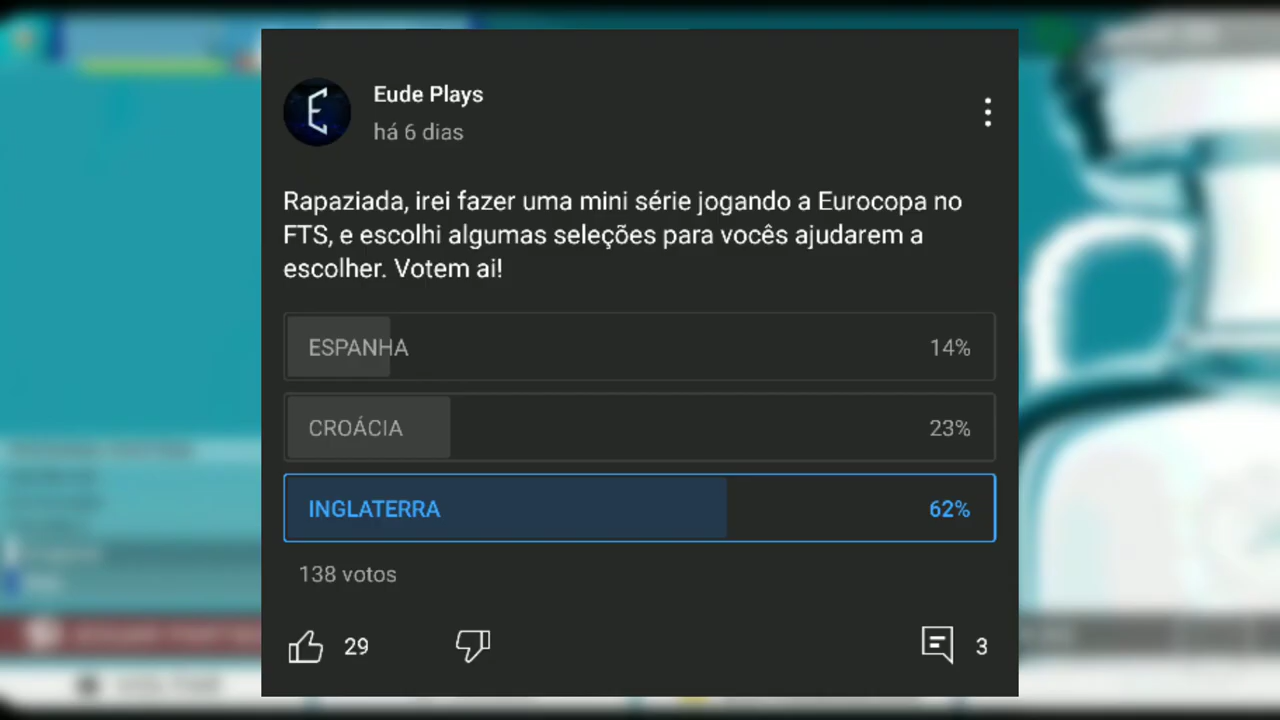 Eude Plays
há 6 dias
Rapaziada, irei fazer uma mini série jogando a Eurocopa no
FTS, e escolhi algumas seleções para vocês ajudarem a
escolher. Votem ai!
ESPANHA 14%
CROÁCIA 23%
INGLATERRA 62%
138 votos
29 3